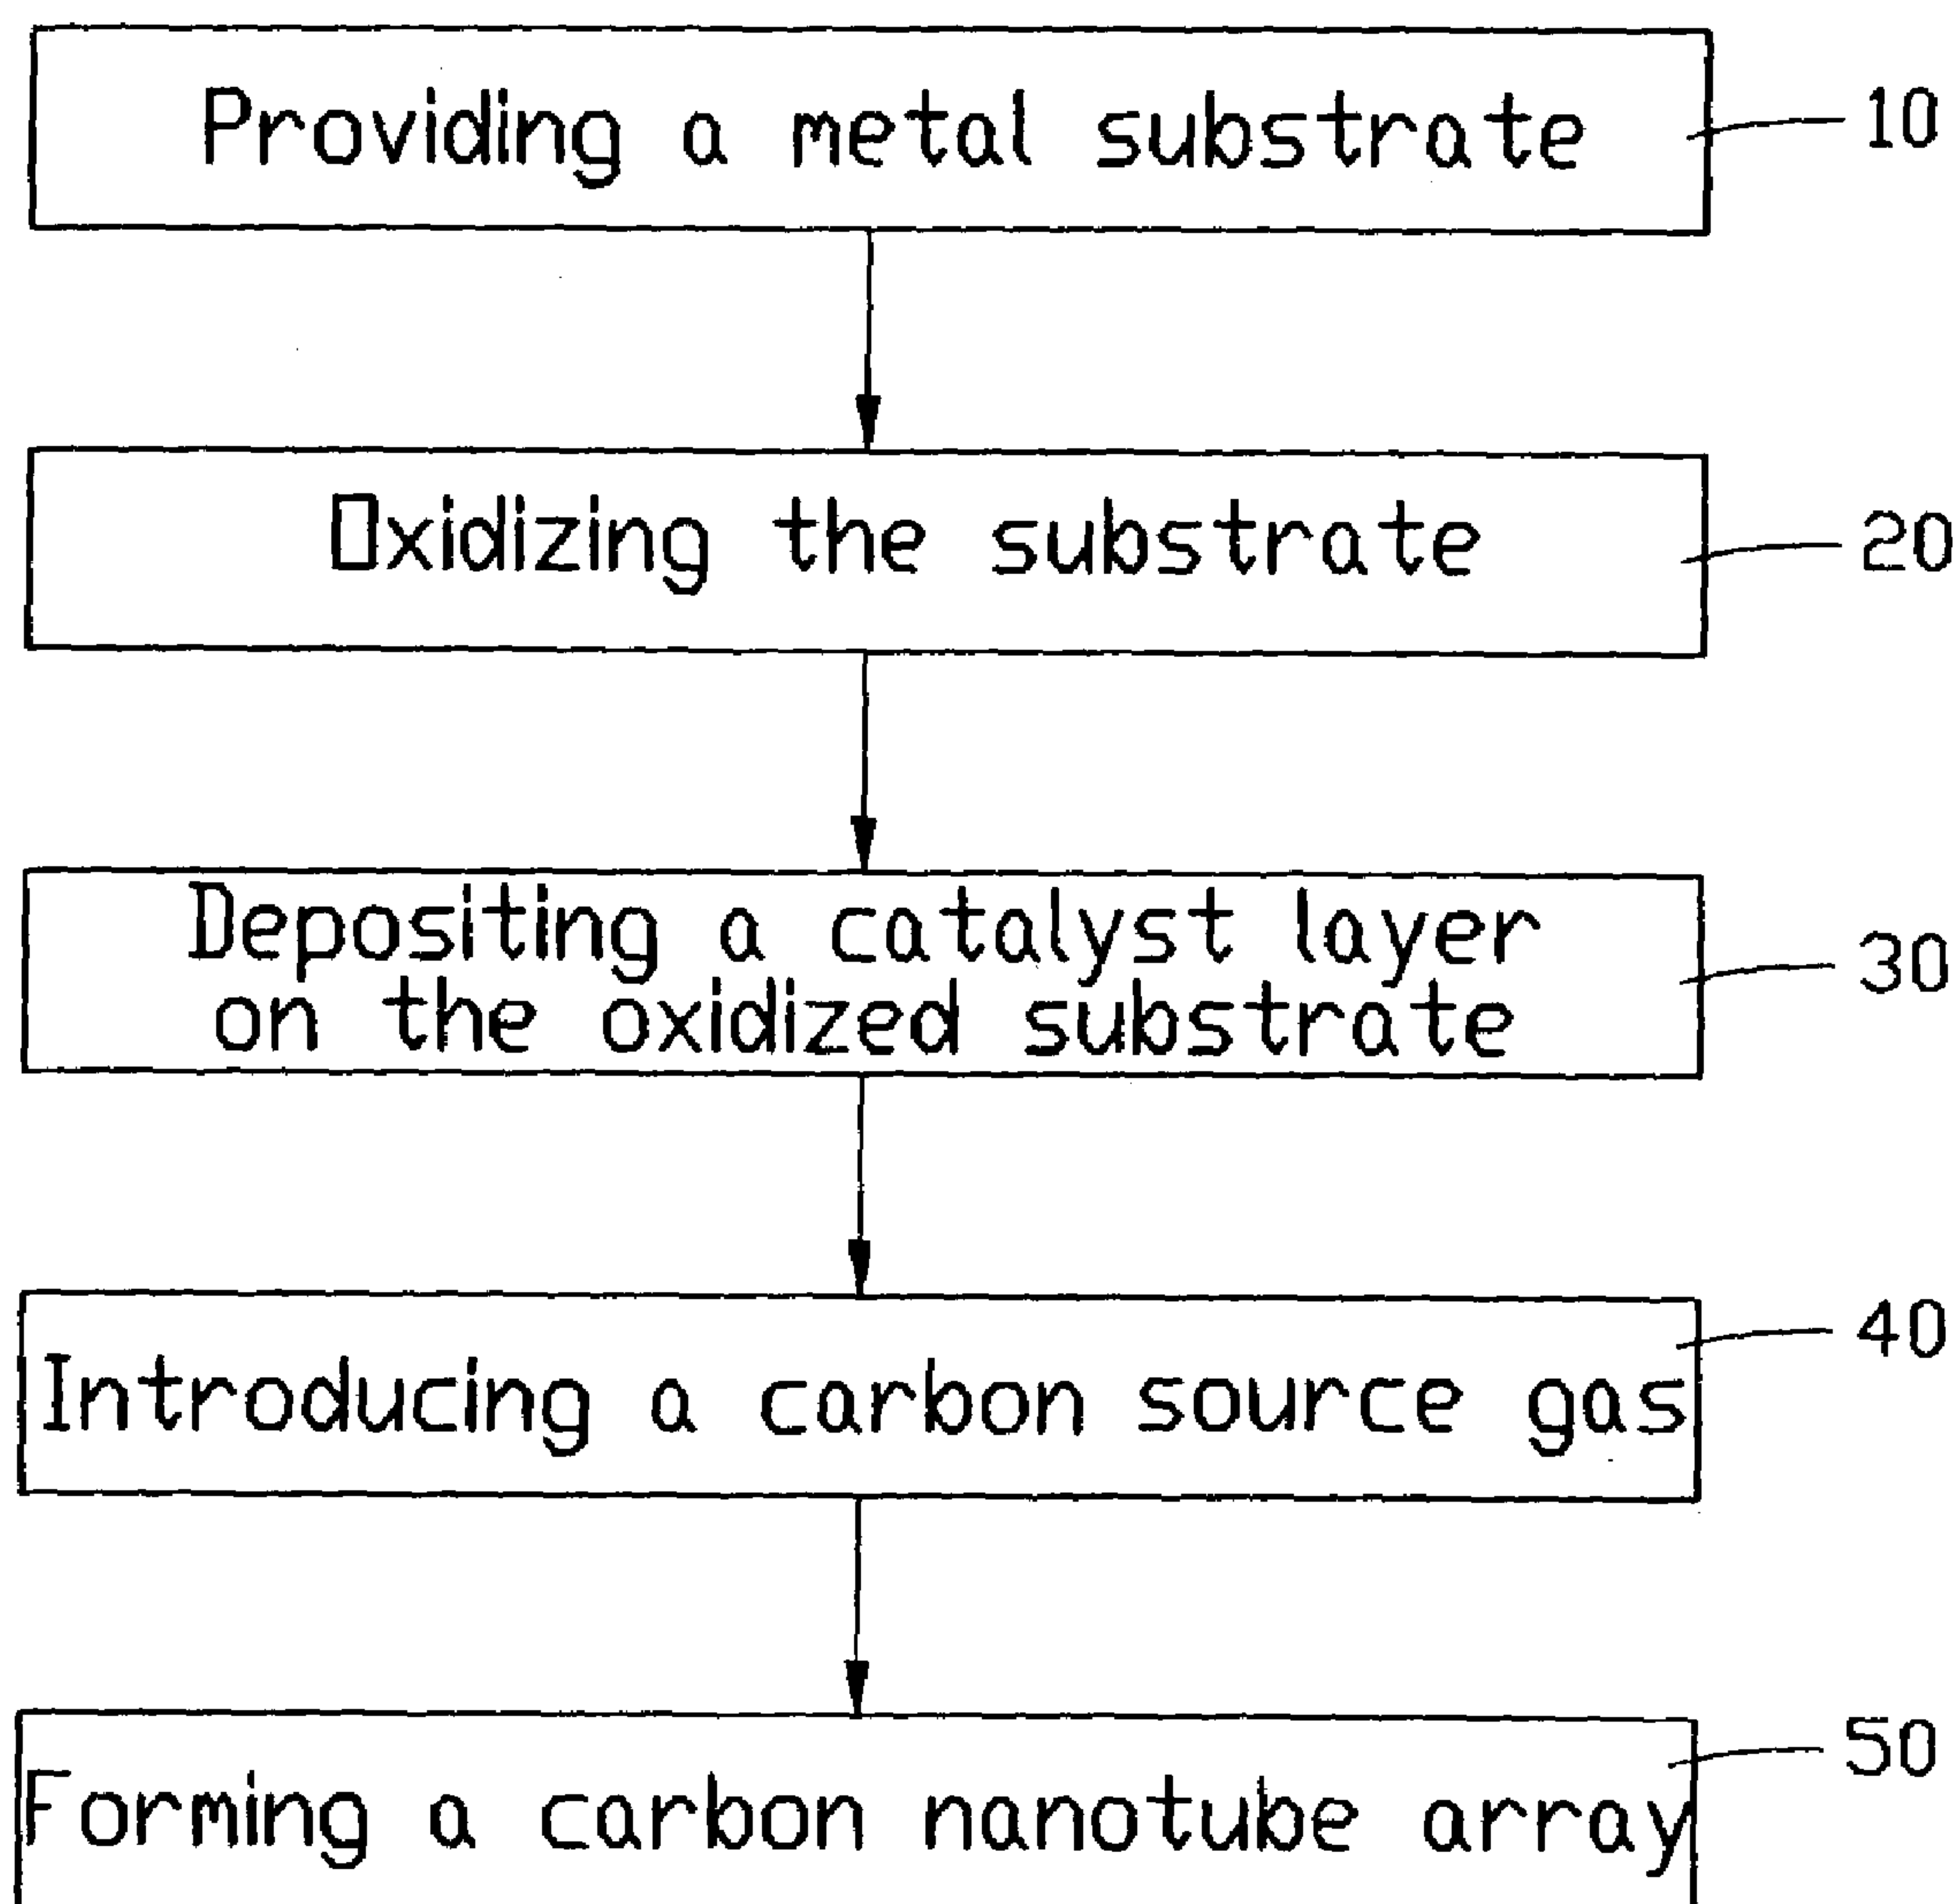 Providing a metal substrate
10
Oxidizing the substrate
20
Depositing a catalyst layer
on the oxidized substrate
30
Introducing a carbon source gas
40
Forming a carbon nanotube array
50